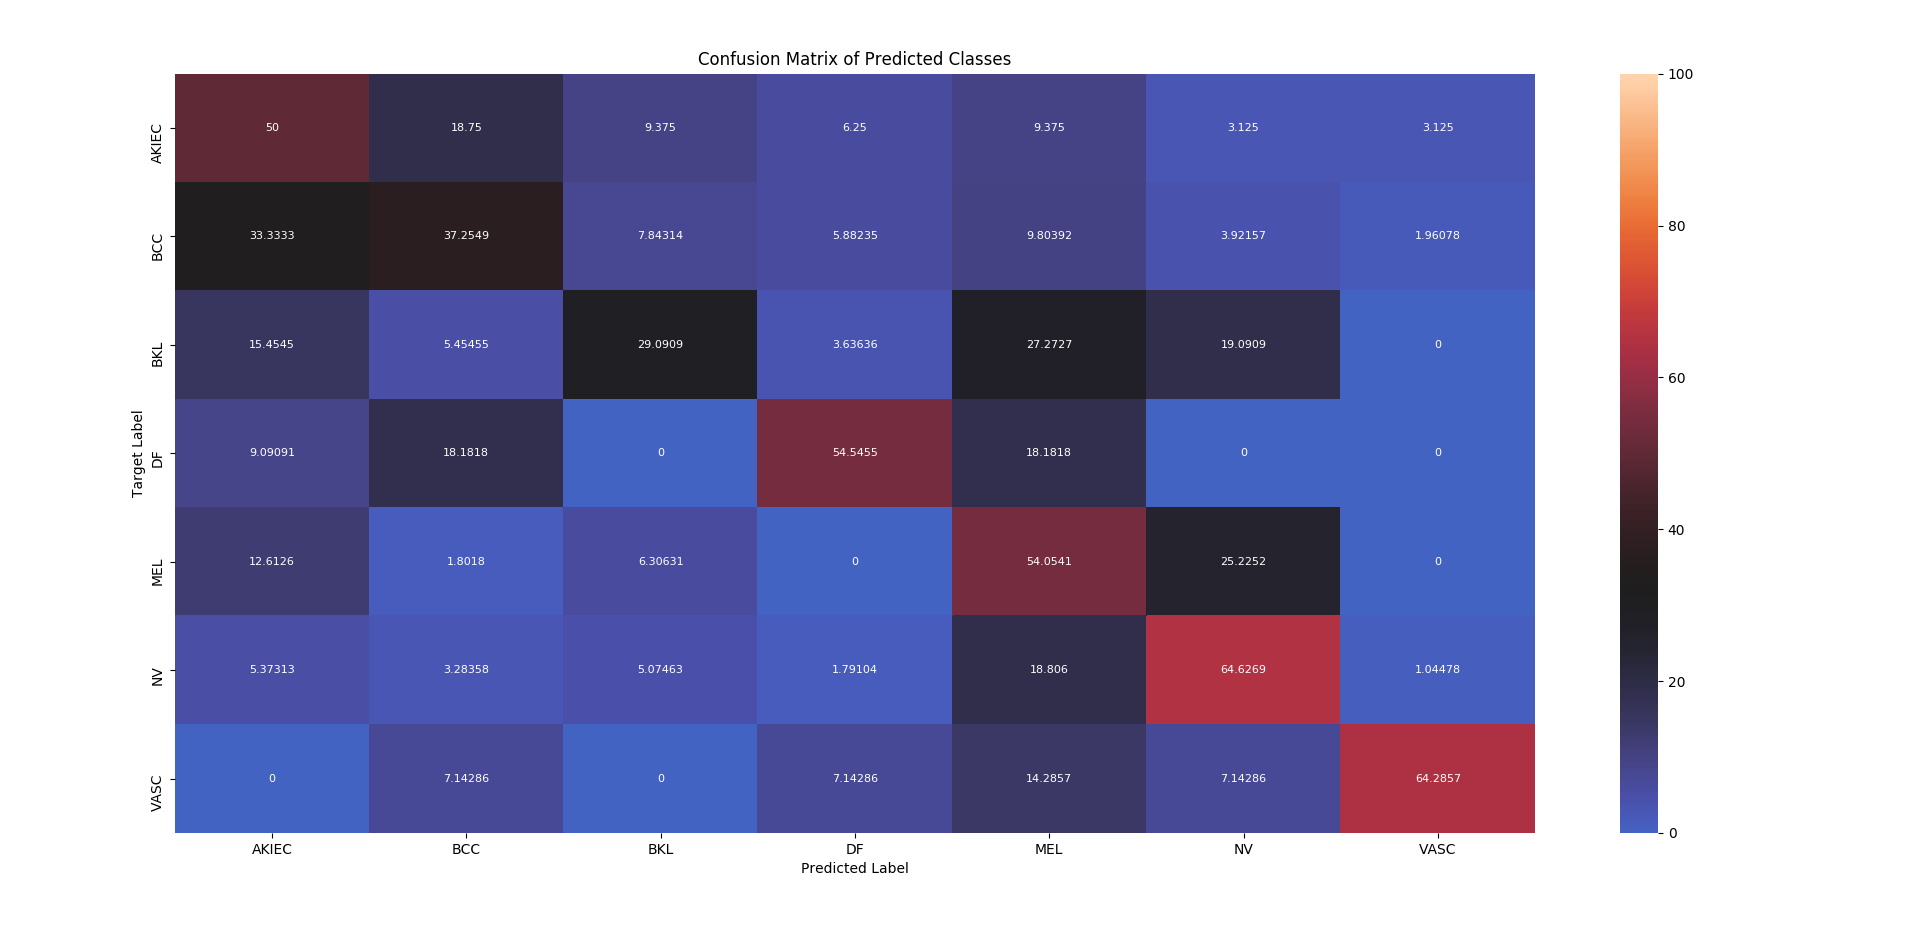 Confusion Matrix of Predicted Classes
AKIEC 50 18.75 9.375 6.25 9.375 3.125 3.125
BCC 33.3333 37.2549 7.84314 5.88235 9.80392 3.92157 1.96078
BKL 15.4545 5.45455 29.0909 3.63636 27.2727 19.0909 0
DF 9.09091 18.1818 0 54.5455 18.1818 0 0
MEL 12.6126 1.8018 6.30631 0 54.0541 25.2252 0
NV 5.37313 3.28358 5.07463 1.79104 18.806 64.6269 1.04478
VASC 0 7.14286 0 7.14286 14.2857 7.14286 64.2857
AKIEC BCC BKL DF MEL NV VASC
Predicted Label
Target Label
100
80
60
40
20
0